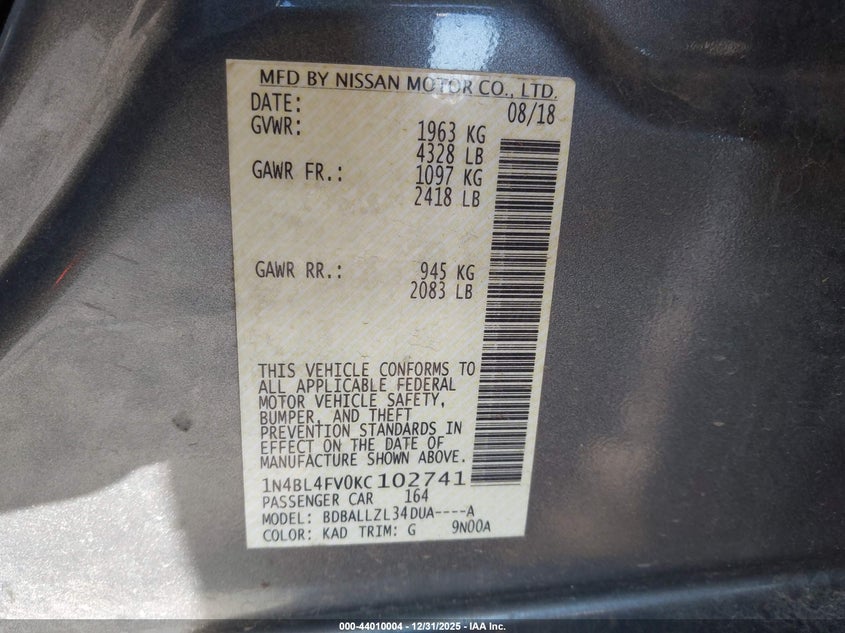 MFD BY NISSAN MOTOR CO., LTD.
DATE: 08/18
GVWR: 1963 KG
4328 LB
GAWR FR.: 1097 KG
2418 LB
GAWR RR.: 945 KG
2083 LB
THIS VEHICLE CONFORMS TO
ALL APPLICABLE FEDERAL
MOTOR VEHICLE SAFETY,
BUMPER, AND THEFT
PREVENTION STANDARDS IN
EFFECT ON THE DATE OF
MANUFACTURE SHOWN ABOVE.
1N4BL4FV0KC102741
PASSENGER CAR 164
MODEL: BDBALLZL34DUA----A
COLOR: KAD TRIM: G 9N00A
000-44010004 - 12/31/2025 - IAA Inc.